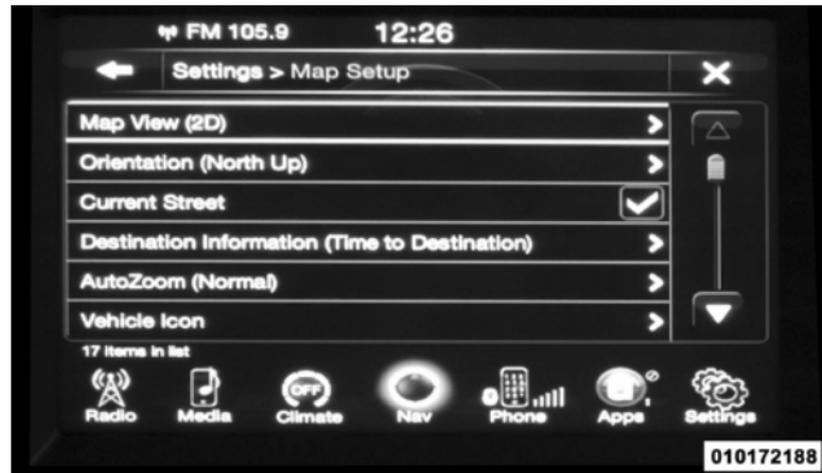 FM 105.9 12:26
Settings > Map Setup
Map View (2D)
Orientation (North Up)
Current Street
Destination Information (Time to Destination)
AutoZoom (Normal)
Vehicle Icon
17 items in list
OFF
Radio Media Climate Nav Phone Apps Settings
010172188